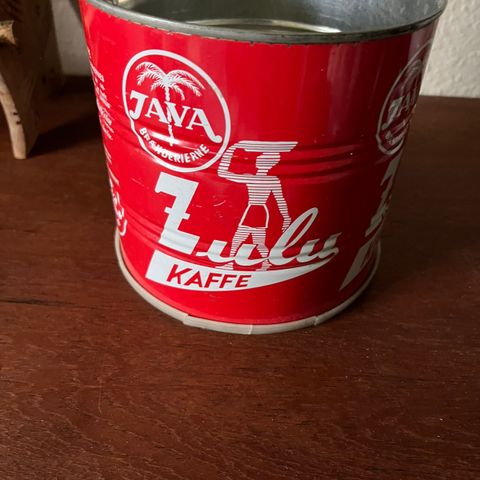 JAVA
BRÆNDERIERNE
Zulu
KAFFE